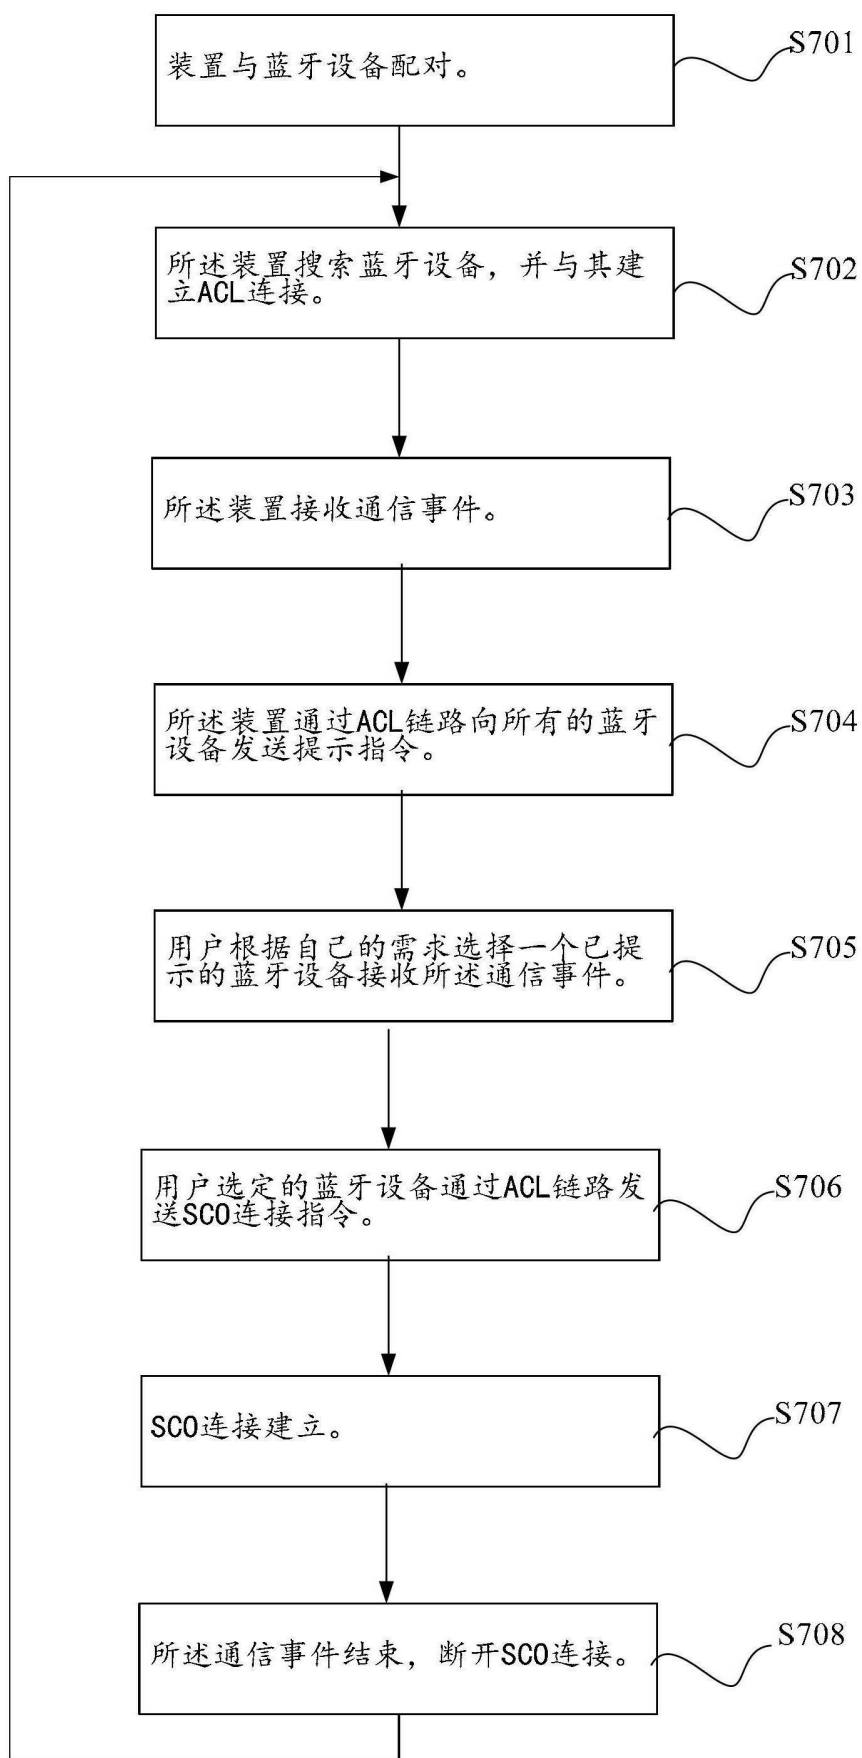 装置与蓝牙设备配对。
S701
所述装置搜索蓝牙设备，并与其建
立ACL连接。
S702
所述装置接收通信事件。
S703
所述装置通过ACL链路向所有的蓝牙
设备发送提示指令。
S704
用户根据自己的需求选择一个已提
示的蓝牙设备接收所述通信事件。
S705
用户选定的蓝牙设备通过ACL链路发
送SCO连接指令。
S706
SCO连接建立。
S707
所述通信事件结束，断开SCO连接。
S708